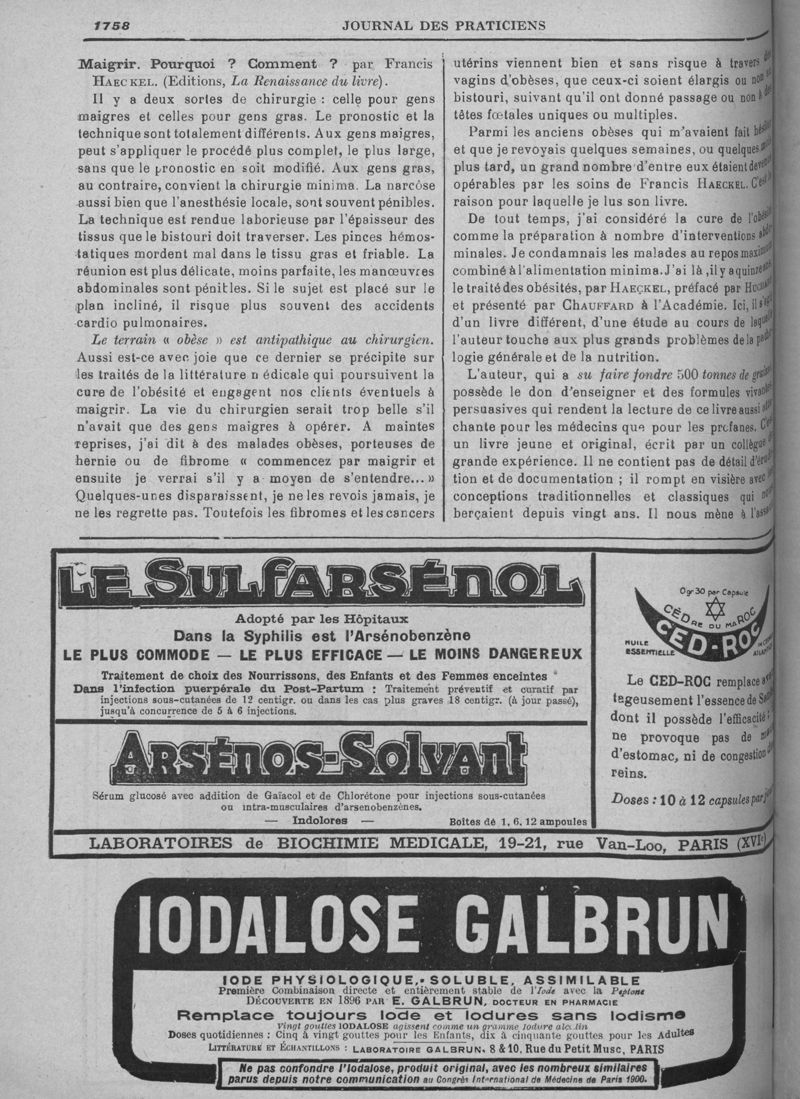 1758
JOURNAL DES PRATICIENS
Maigrir. Pourquoi ? Comment ? par Francis
HAECKEL. (Editions, La Renaissance du livre).
Il y a deux sortes de chirurgie : celle pour gens
maigres et celles pour gens gras. Le pronostic et la
technique sont totalement différents. Aux gens maigres,
peut s'appliquer le procédé plus complet, le plus large,
sans que le pronostic en soit modifié. Aux gens gras,
au contraire, convient la chirurgie minima. La narcose
aussi bien que l'anesthésie locale, sont souvent pénibles.
La technique est rendue laborieuse par l'épaisseur des
tissus que le bistouri doit traverser. Les pinces hémos-
tatiques mordent mal dans le tissu gras et friable. La
réunion est plus délicate, moins parfaite, les manœuvres
abdominales sont pénibles. Si le sujet est placé sur le
plan incliné, il risque plus souvent des accidents
cardio pulmonaires.
Le terrain « obèse » est antipathique au chirurgien.
Aussi est-ce avec joie que ce dernier se précipite sur
les traités de la littérature médicale qui poursuivent la
cure de l'obésité et engagent nos clients éventuels à
maigrir. La vie du chirurgien serait trop belle s'il
n'avait que des gens maigres à opérer. A maintes
reprises, j'ai dit à des malades obèses, porteuses de
hernie ou de fibrome « commencez par maigrir et
ensuite je verrai s'il y a moyen de s'entendre... »
Quelques-unes disparaissent, je ne les revois jamais, je
ne les regrette pas. Toutefois les fibromes et les cancers
utérins viennent bien et sans risque à travers
vagins d'obèses, que ceux-ci soient élargis ou non
bistouri, suivant qu'il ont donné passage ou non à
têtes fœtales uniques ou multiples.
Parmi les anciens obèses qui m'avaient fait
et que je revoyais quelques semaines, ou quelques
plus tard, un grand nombre d'entre eux étaient
opérables par les soins de Francis HAECKEL. C'est
raison pour laquelle je lus son livre.
De tout temps, j'ai considéré la cure de
comme la préparation à nombre d'interventions
minales. Je condamnais les malades au repos
combiné à l'alimentation minima. J'ai là, il y a
le traité des obésités, par HAEÇKEL, préfacé par
et présenté par CHAUFFARD à l'Académie. Ici,
d'un livre différent, d'une étude au cours de
l'auteur touche aux plus grands problèmes de la
logie générale et de la nutrition.
L'auteur, qui a su faire fondre 500 tonnes de
possède le don d'enseigner et des formules
persuasives qui rendent la lecture de ce livre aussi
chante pour les médecins que pour les profanes.
un livre jeune et original, écrit par un collègue
grande expérience. Il ne contient pas de détail
tion et de documentation ; il rompt en visière avec
conceptions traditionnelles et classiques qui
berçaient depuis vingt ans. Il nous mène à
LE SULFARSÉNOL
Adopté par les Hôpitaux
Dans la Syphilis est l'Arsénobenzène
LE PLUS COMMODE — LE PLUS EFFICACE — LE MOINS DANGEREUX
Traitement de choix des Nourrissons, des Enfants et des Femmes enceintes
Dans l'infection puerpérale du Post-Partum : Traitement préventif et curatif par
injections sous-cutanées de 12 centigr. ou dans les cas plus graves 18 centigr. (à jour passé),
jusqu'à concurrence de 5 à 6 injections.
ARSÉNOS-SOLVANT
Sérum glucosé avec addition de Gaïacol et de Chlorétone pour injections sous-cutanées
ou intra-musculaires d'arsenobenzènes.
— Indolores — Boîtes dé 1, 6, 12 ampoules
0gr30 par Capsule
CÈDRE DU MAROC
CED-ROC
HUILE
ESSENTIELLE
Le CED-ROC remplace
tageusement l'essence de
dont il possède l'efficacité
ne provoque pas de
d'estomac, ni de congestion
reins.
Doses : 10 à 12 capsules par
LABORATOIRES de BIOCHIMIE MEDICALE, 19-21, rue Van-Loo, PARIS (XVIe)
IODALOSE GALBRUN
IODE PHYSIOLOGIQUE, SOLUBLE, ASSIMILABLE
Première Combinaison directe et entièrement stable de l'Iode avec la Peptone
DÉCOUVERTE EN 1896 PAR E. GALBRUN, DOCTEUR EN PHARMACIE
Remplace toujours Iode et Iodures sans Iodisme
Vingt gouttes IODALOSE agissent comme un gramme Iodure alcalin
Doses quotidiennes : Cinq à vingt gouttes pour les Enfants, dix à cinquante gouttes pour les Adultes
LITTÉRATURE ET ÉCHANTILLONS : LABORATOIRE GALBRUN, 8 & 10, Rue du Petit Musc, PARIS
Ne pas confondre l'Iodalose, produit original, avec les nombreux similaires
parus depuis notre communication au Congrès International de Médecine de Paris 1900.